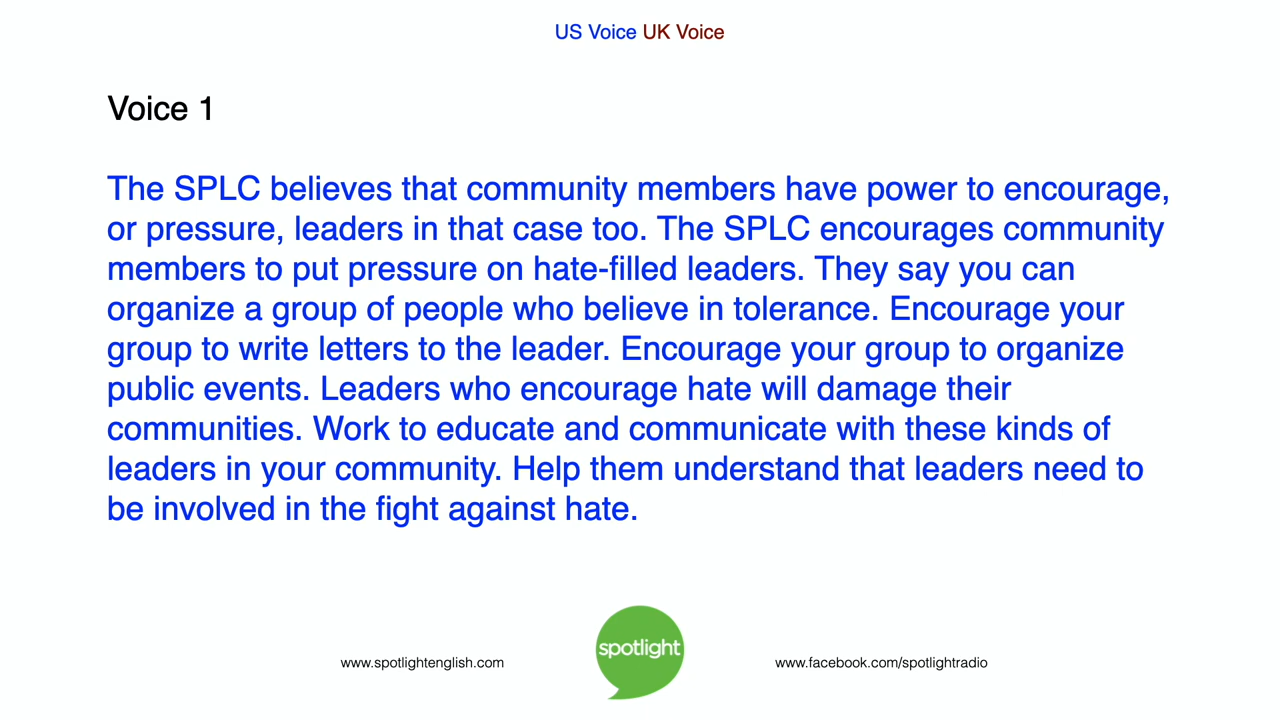 US Voice UK Voice
Voice 1
The SPLC believes that community members have power to encourage,
or pressure, leaders in that case too. The SPLC encourages community
members to put pressure on hate-filled leaders. They say you can
organize a group of people who believe in tolerance. Encourage your
group to write letters to the leader. Encourage your group to organize
public events. Leaders who encourage hate will damage their
communities. Work to educate and communicate with these kinds of
leaders in your community. Help them understand that leaders need to
be involved in the fight against hate.
spotlight
www.spotlightenglish.com
www.facebook.com/spotlightradio